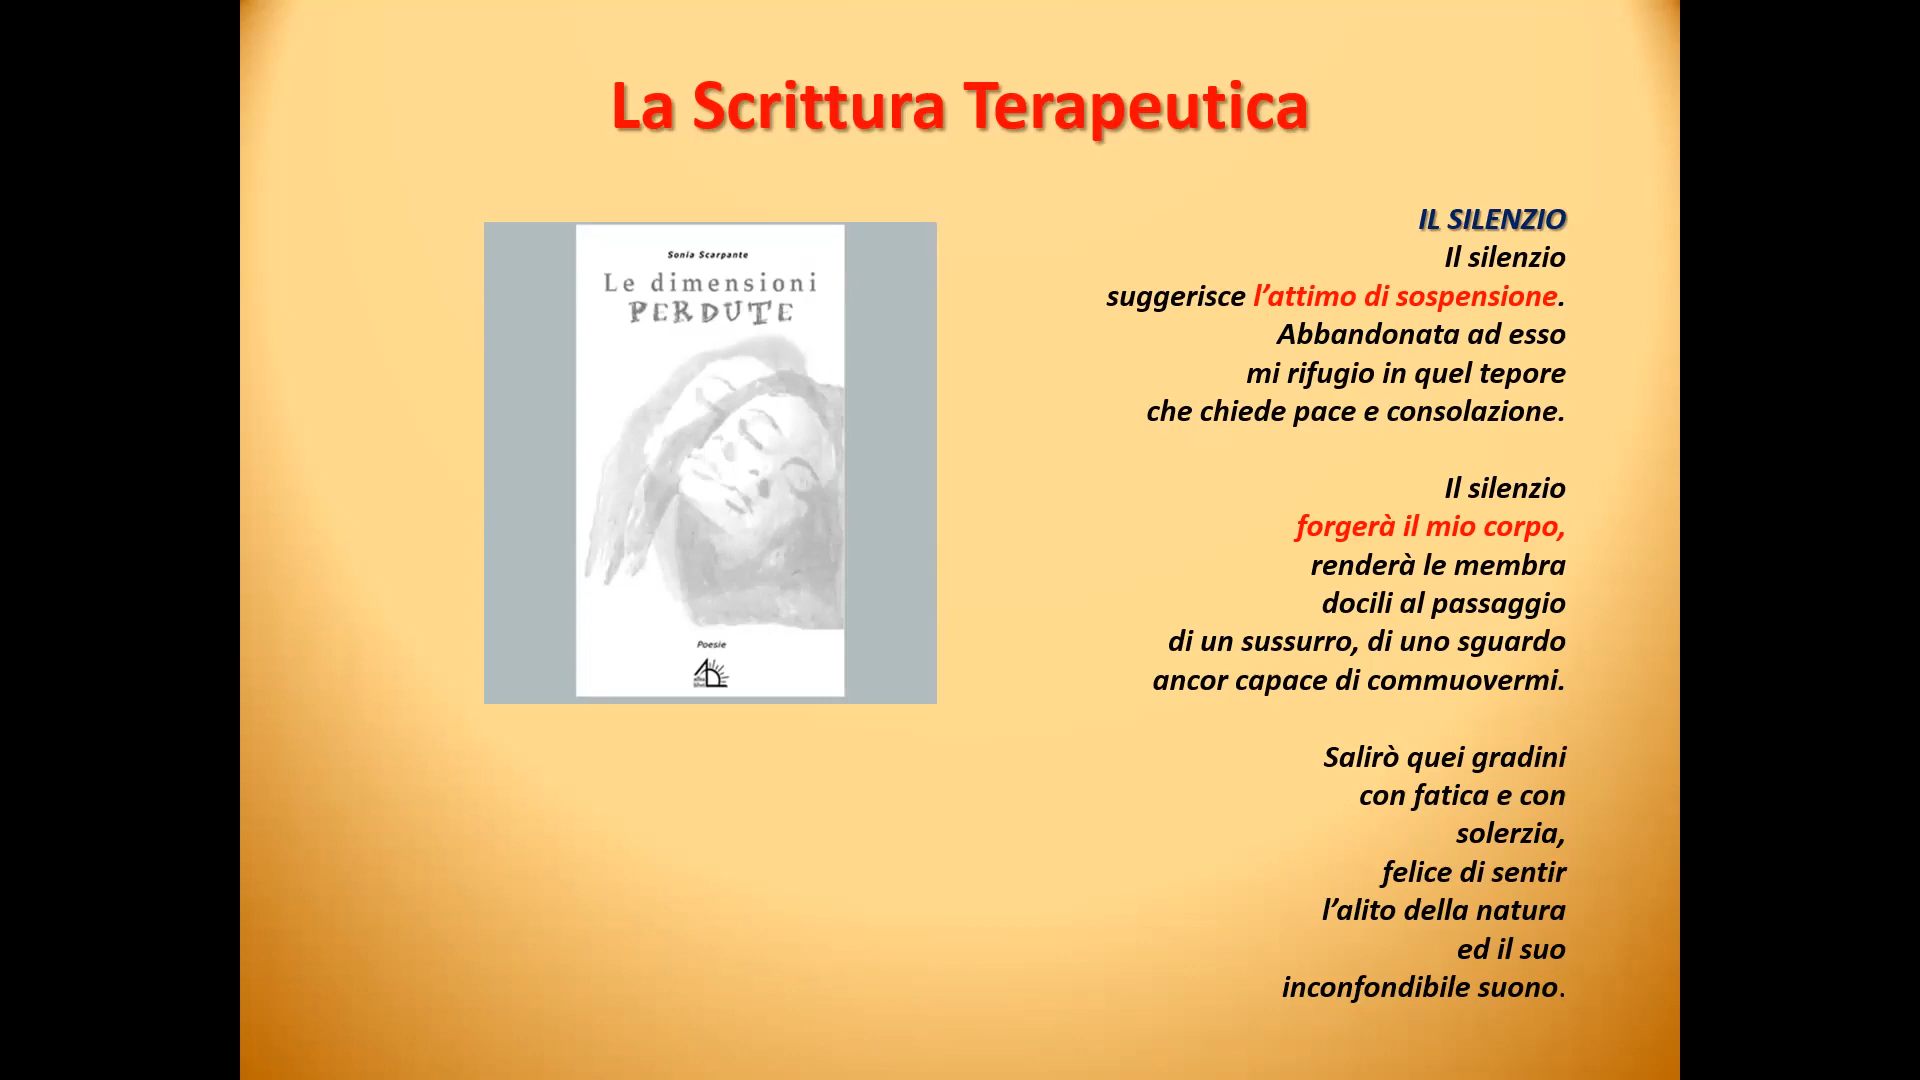 La Scrittura Terapeutica
Sonia Scarpante
Le dimensioni
PERDUTE
Poesie
IL SILENZIO
Il silenzio
suggerisce l’attimo di sospensione.
Abbandonata ad esso
mi rifugio in quel tepore
che chiede pace e consolazione.
Il silenzio
forgerà il mio corpo,
renderà le membra
docili al passaggio
di un sussurro, di uno sguardo
ancor capace di commuovermi.
Salirò quei gradini
con fatica e con
solerzia,
felice di sentir
l’alito della natura
ed il suo
inconfondibile suono.